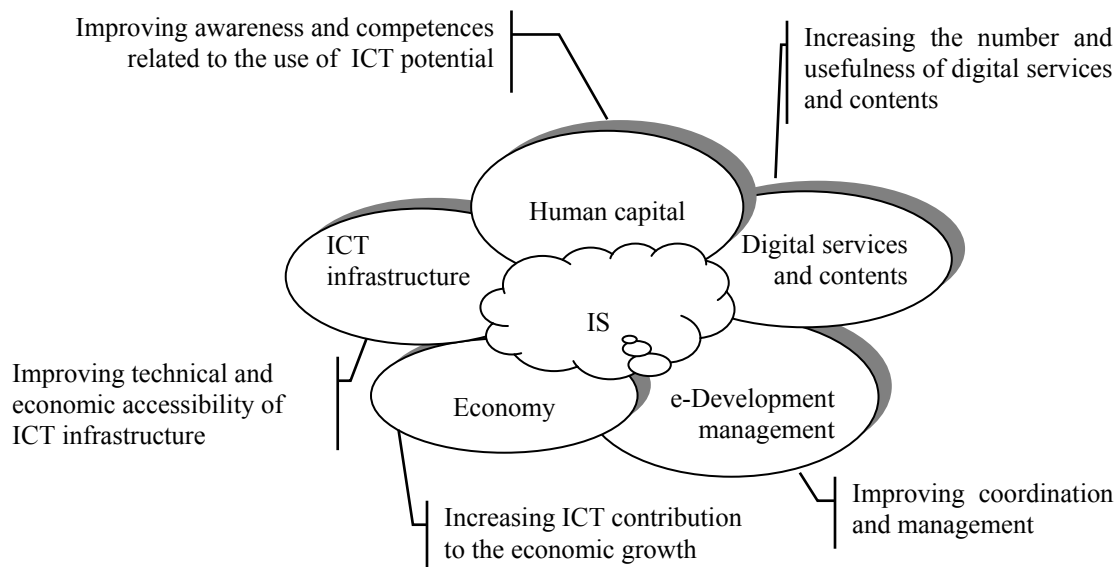 Improving awareness and competences
related to the use of ICT potential
Increasing the number and
usefulness of digital services
and contents
Human capital
ICT
infrastructure
Digital services
and contents
IS
Improving technical and
economic accessibility of
ICT infrastructure
Economy
e-Development
management
Increasing ICT contribution
to the economic growth
Improving coordination
and management